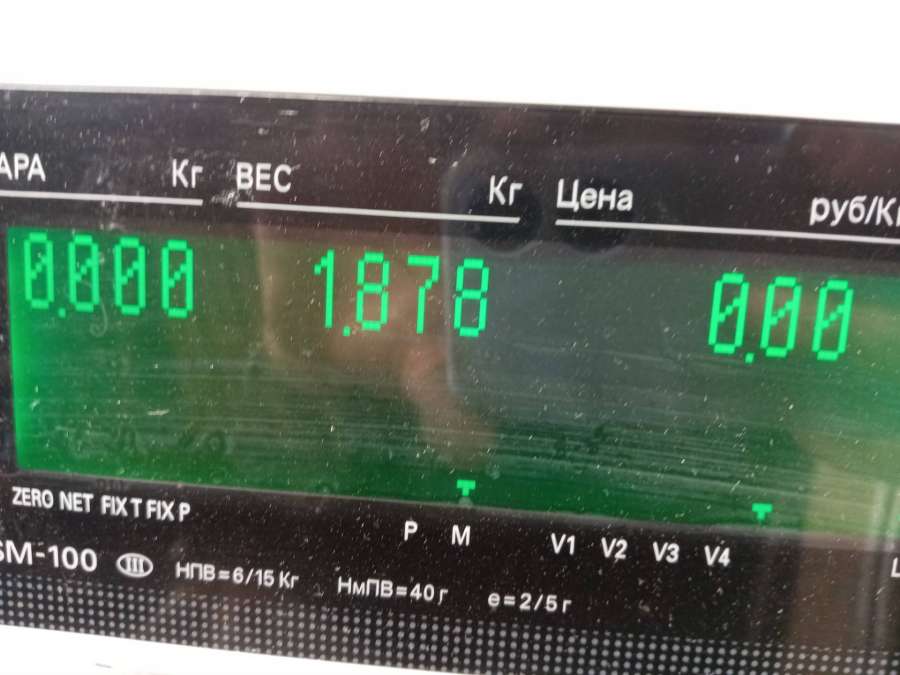 АРА Кг ВЕС Кг Цена руб/Кг
0.000 1.878 0.00
ZERO NET FIX T FIX P P M V1 V2 V3 V4
SM-100 III НПВ=6/15 Кг НмПВ=40 г e=2/5 г